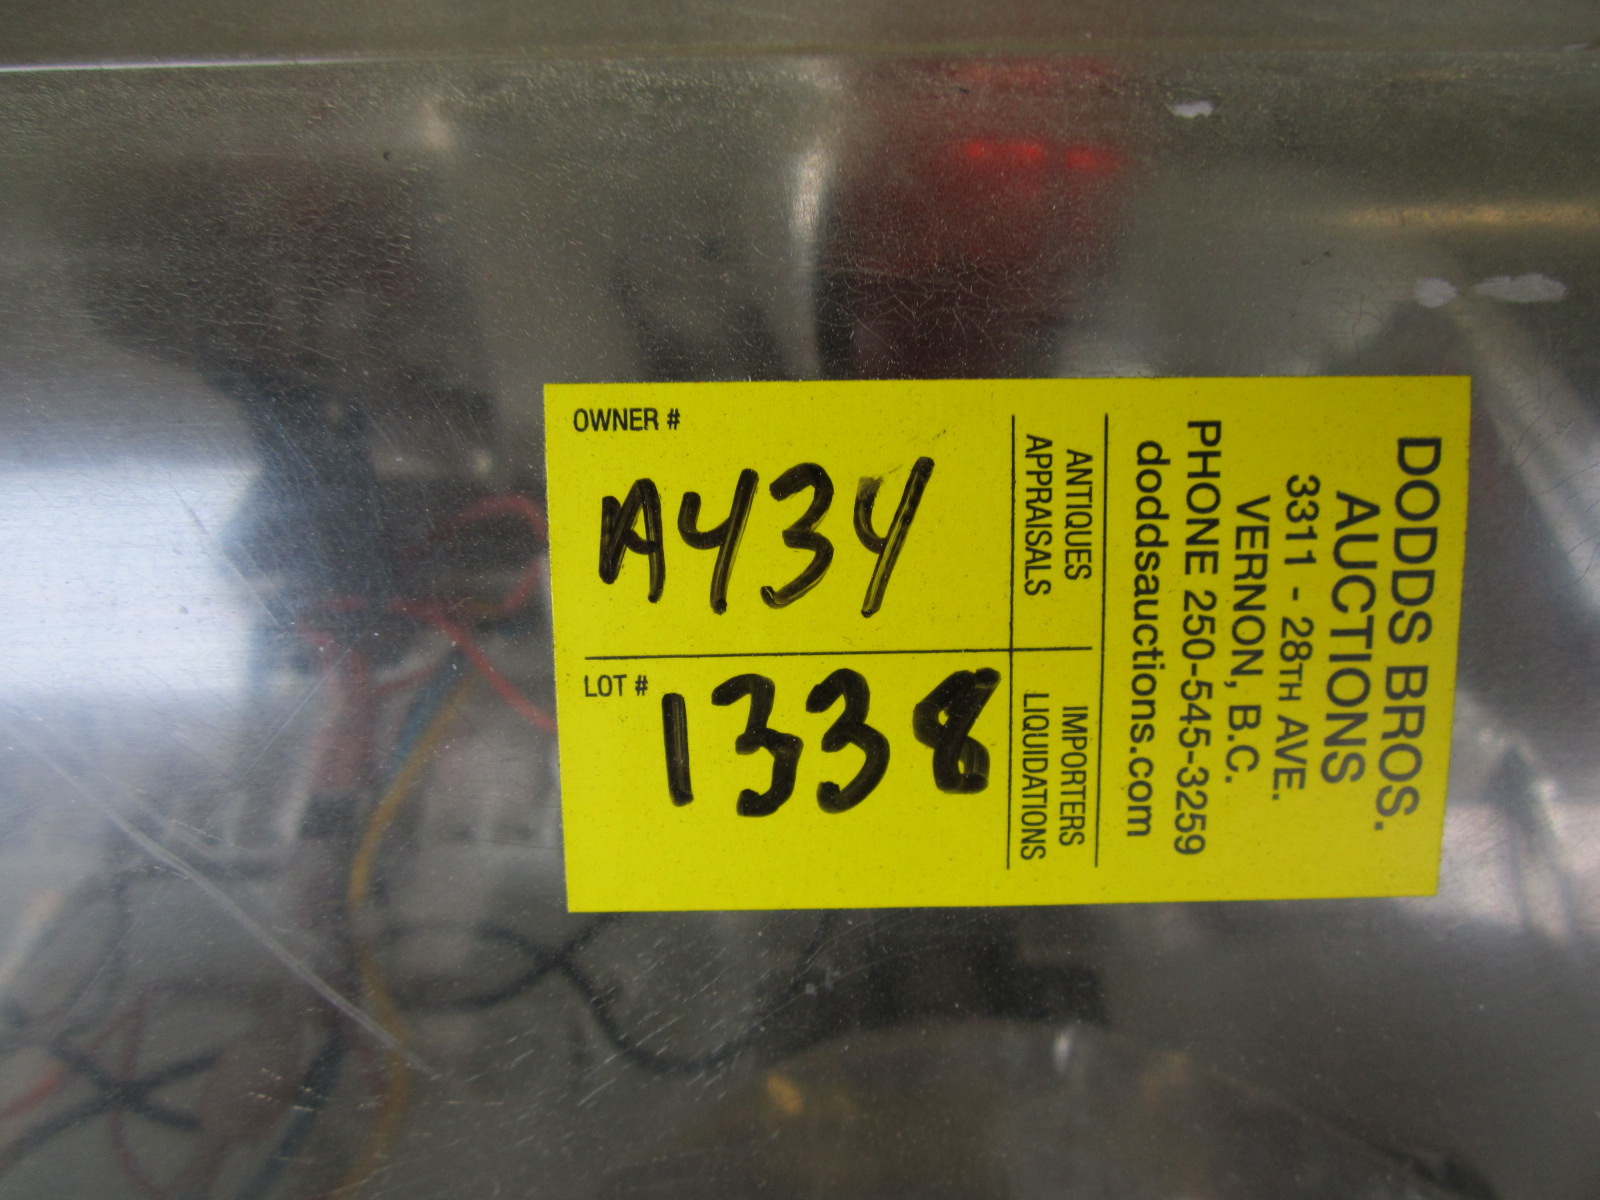 DODDS BROS.
AUCTIONS
3311 - 28TH AVE.
VERNON, B.C.
PHONE 250-545-3259
doddsauctions.com
ANTIQUES
APPRAISALS
IMPORTERS
LIQUIDATIONS
OWNER #
A434
LOT #
1338